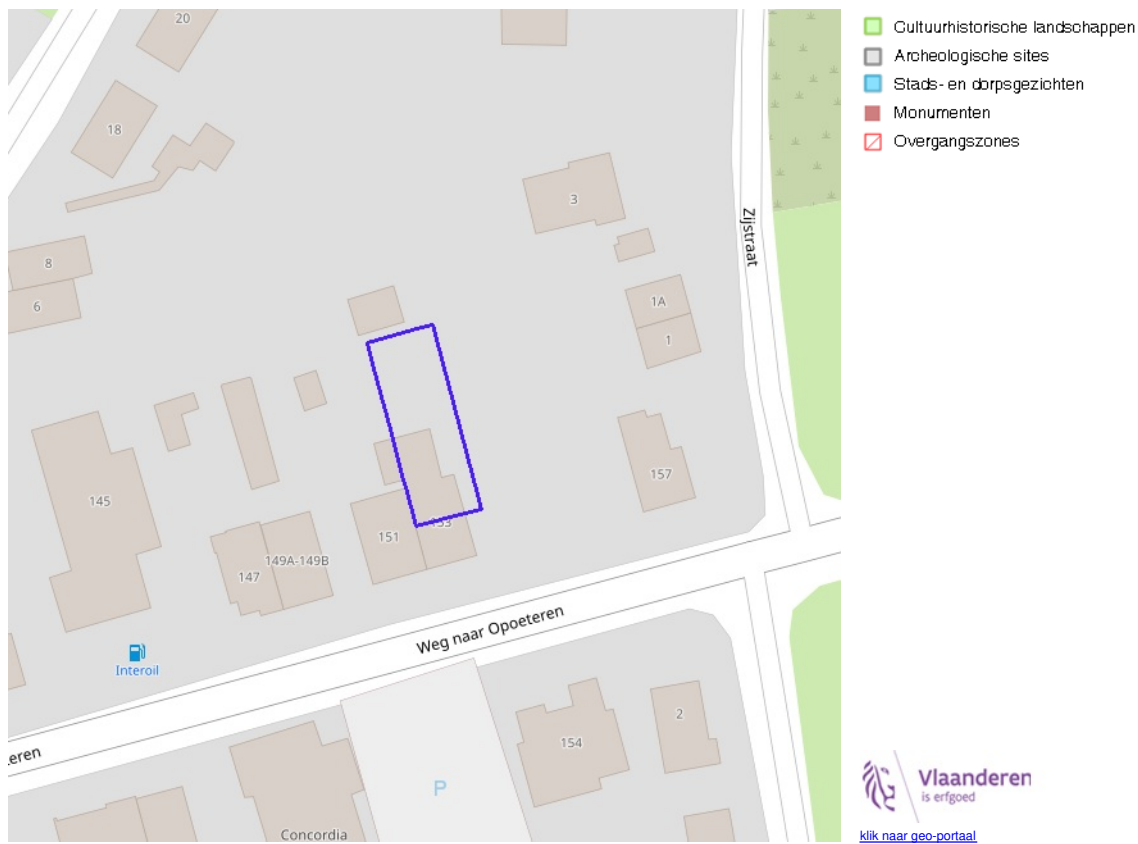 20
18
3
Zijstraat
8
6
1A
1
145
157
151
153
147
149A-149B
Weg naar Opoeteren
Interoil
154
2
P
Concordia
Cultuurhistorische landschappen
Archeologische sites
Stads- en dorpsgezichten
Monumenten
Overgangszones
Vlaanderen
is erfgoed
klik naar geo-portaal